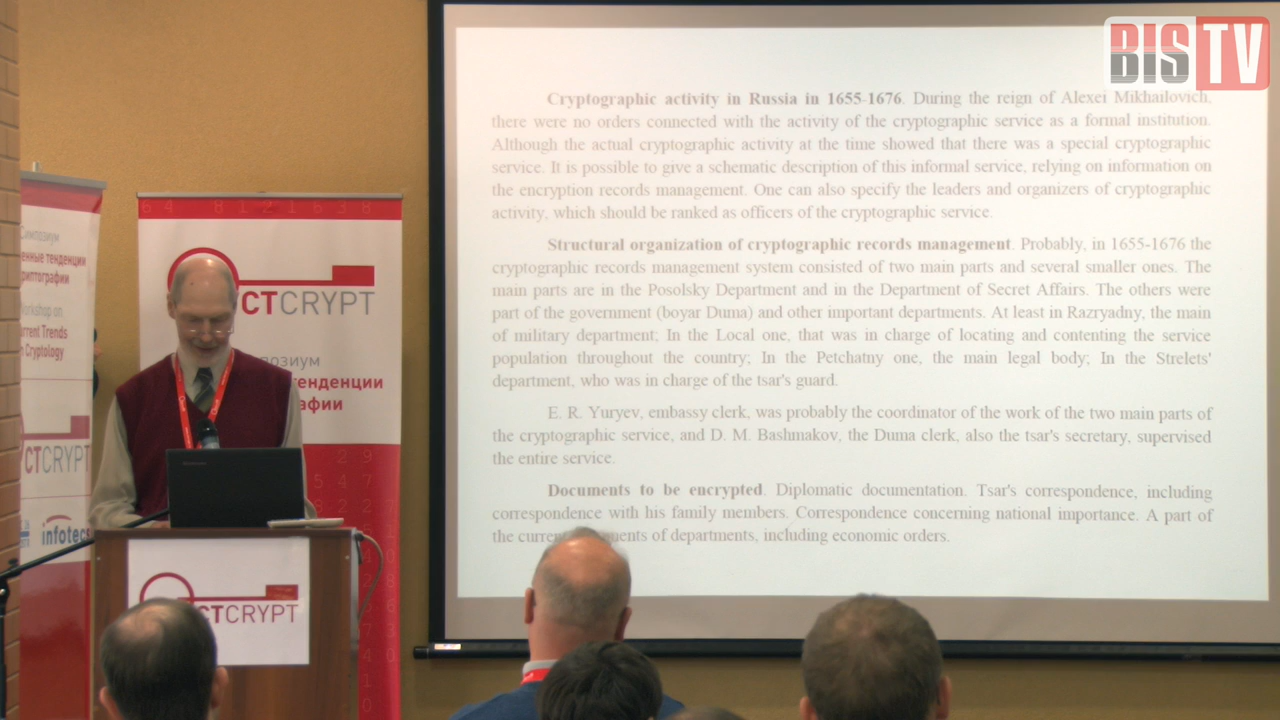 BIS TV
Cryptographic activity in Russia in 1655-1676. During the reign of Alexei Mikhailovich,
there were no orders connected with the activity of the cryptographic service as a formal institution.
Although the actual cryptographic activity at the time showed that there was a special cryptographic
service. It is possible to give a schematic description of this informal service, relying on information on
the encryption records management. One can also specify the leaders and organizers of cryptographic
activity, which should be ranked as officers of the cryptographic service.
Structural organization of cryptographic records management. Probably, in 1655-1676 the
cryptographic records management system consisted of two main parts and several smaller ones. The
main parts are in the Posolsky Department and in the Department of Secret Affairs. The others were
part of the government (boyar Duma) and other important departments. At least in Razryadny, the main
of military department; In the Local one, that was in charge of locating and contenting the service
population throughout the country; In the Petchatny one, the main legal body; In the Strelets'
department, who was in charge of the tsar's guard.
E. R. Yuryev, embassy clerk, was probably the coordinator of the work of the two main parts of
the cryptographic service, and D. M. Bashmakov, the Duma clerk, also the tsar's secretary, supervised
the entire service.
Documents to be encrypted. Diplomatic documentation. Tsar's correspondence, including
correspondence with his family members. Correspondence concerning national importance. A part of
the current of departments, including economic orders.
64 8 1 2 1 6 3 8
CTCRYPT
тенденции
Симпозиум
Current Trends
Cryptology
CTCRYPT
infotecs
CTCRYPT